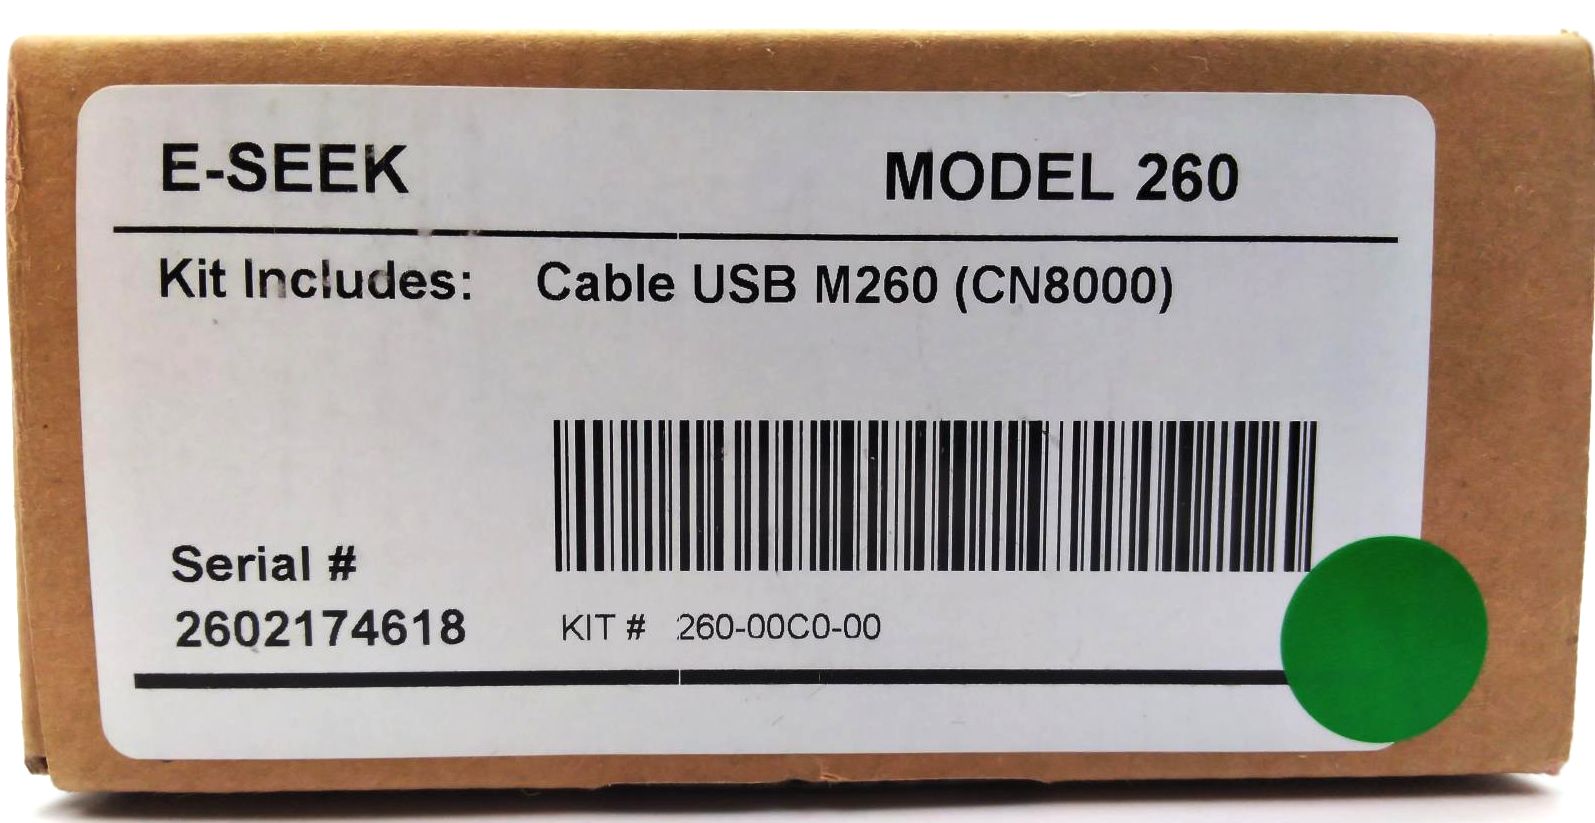 E-SEEK MODEL 260
Kit Includes: Cable USB M260 (CN8000)
Serial #
2602174618 KIT # 260-00C0-00